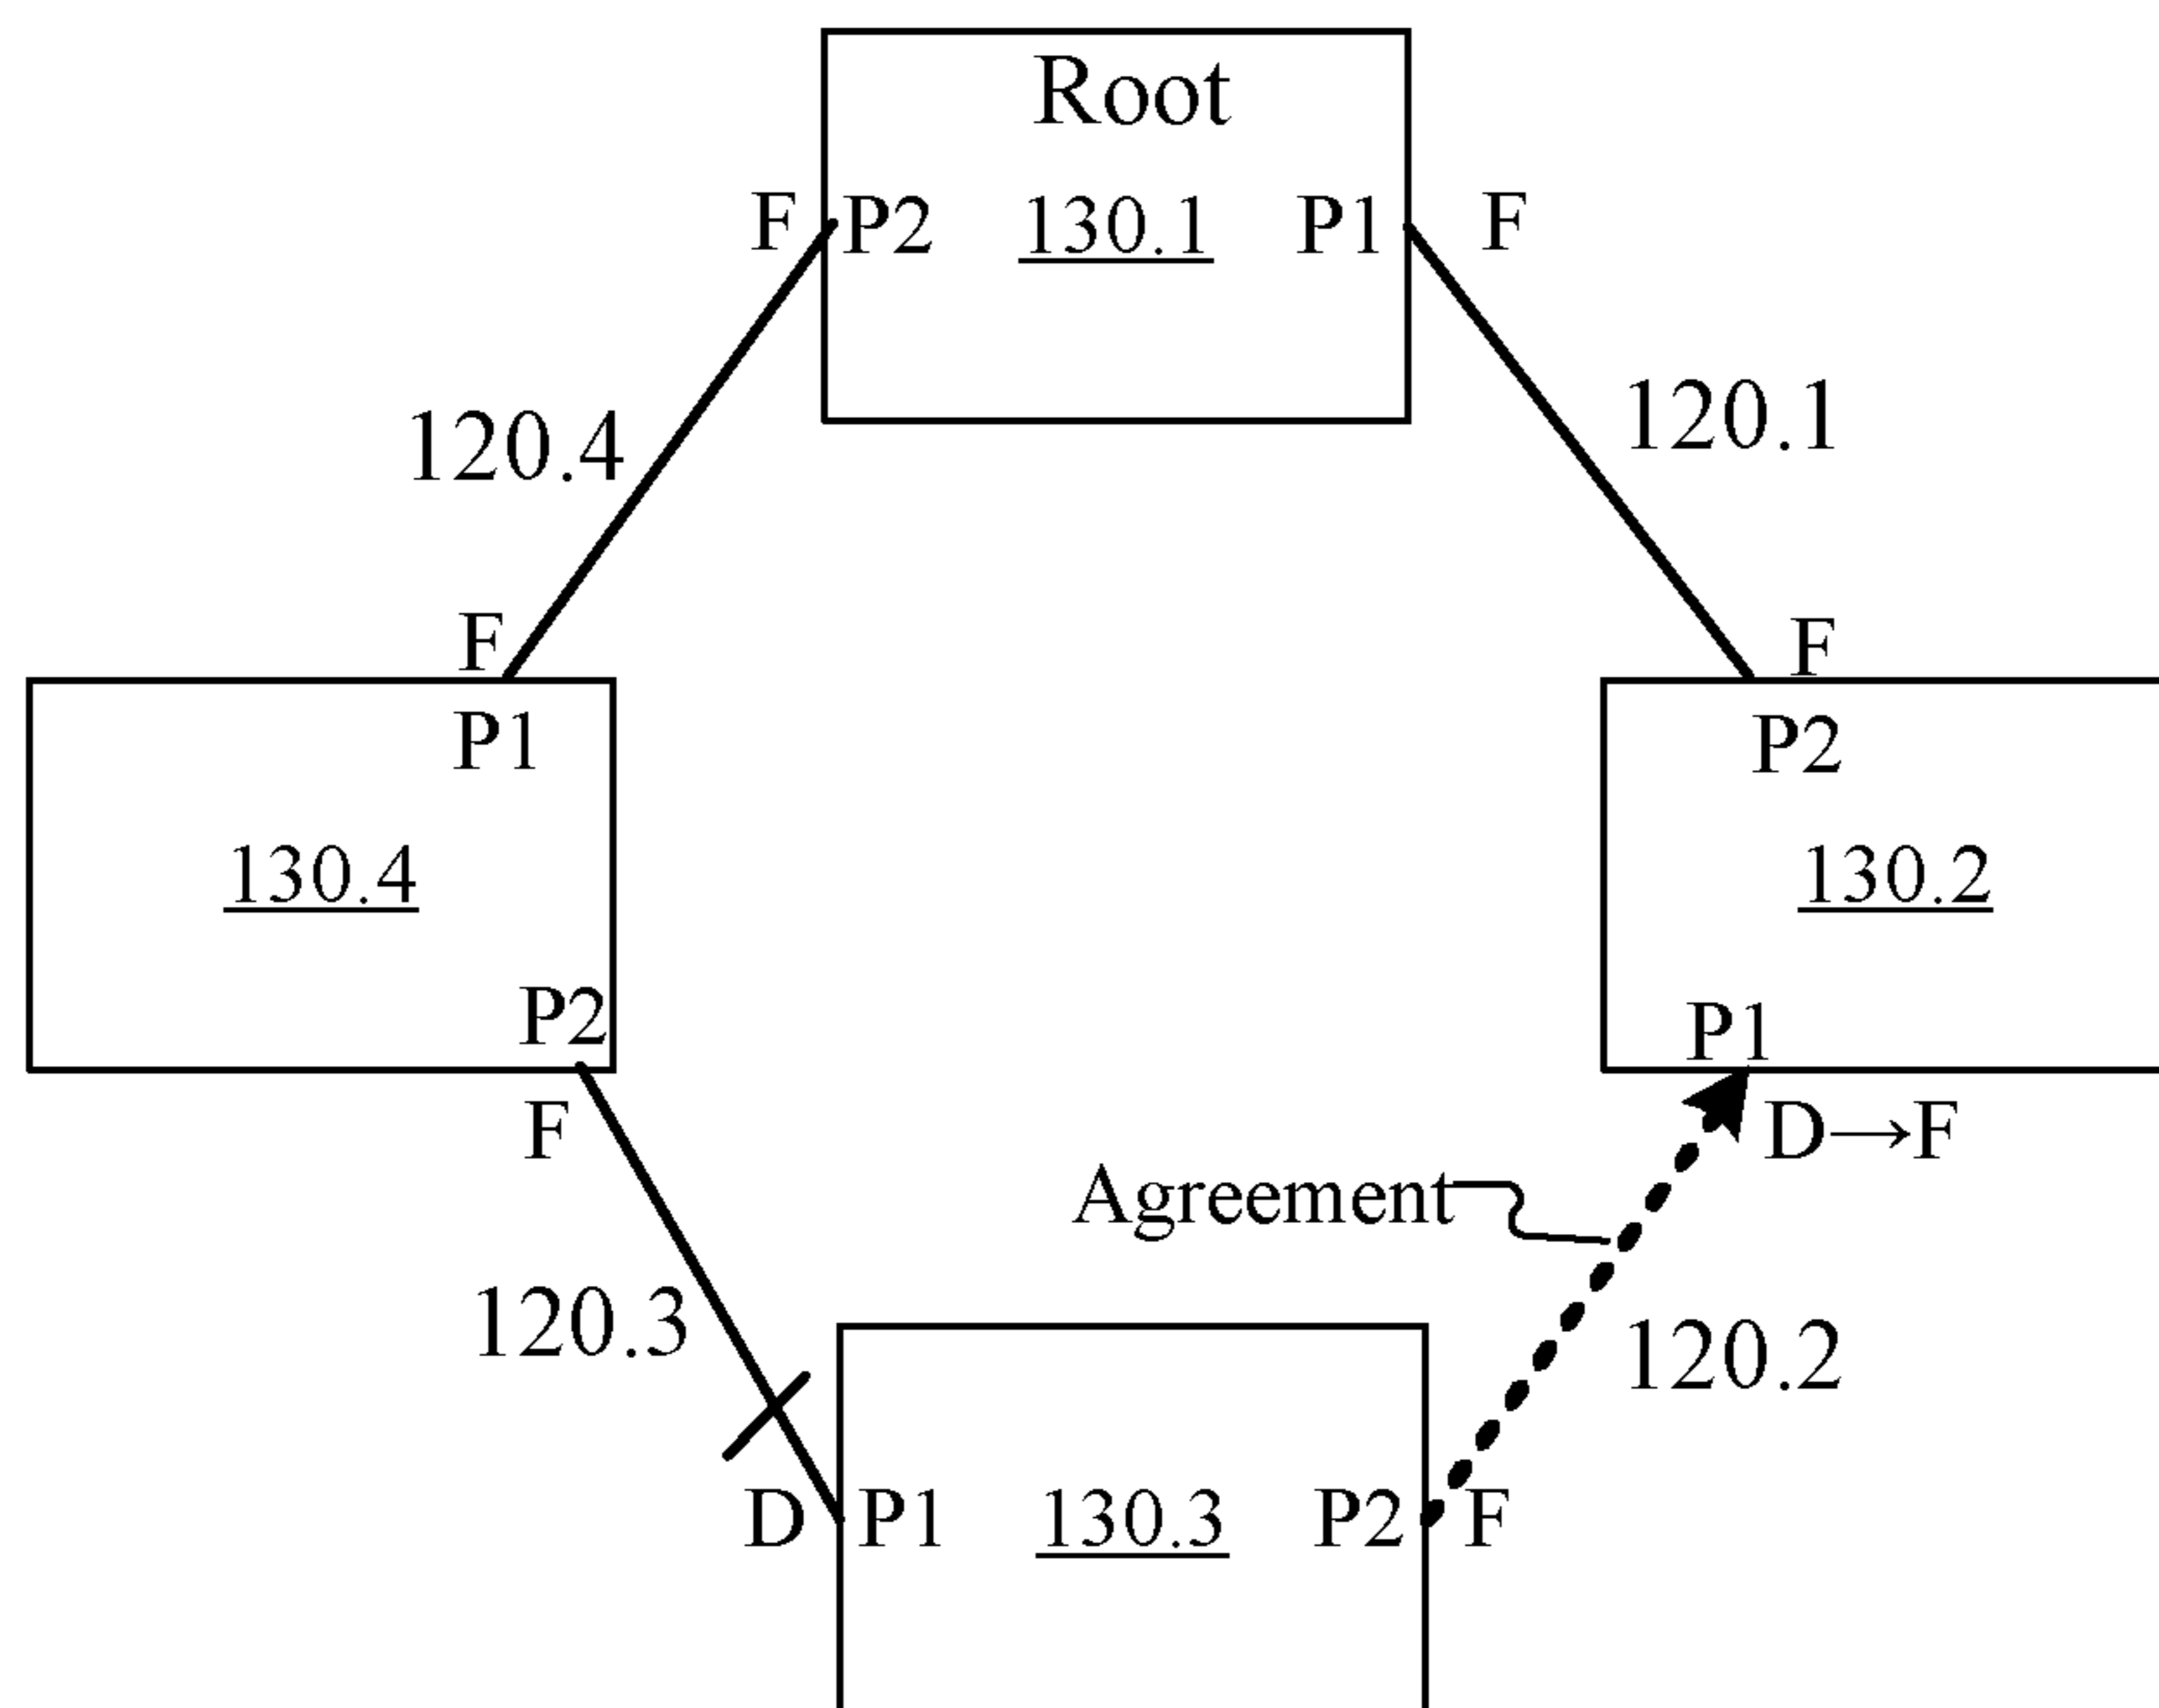 Root
F P2 130.1 P1 F
120.4
120.1
F
F
P1
P2
130.4
130.2
P2
P1
F
D→F
Agreement
120.3
120.2
D P1 130.3 P2 F